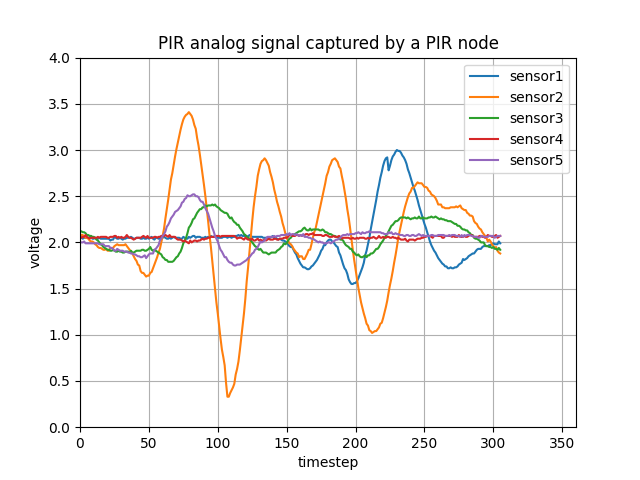 PIR analog signal captured by a PIR node
4.0
3.5
3.0
2.5
2.0
1.5
1.0
0.5
0.0
voltage
sensor1
sensor2
sensor3
sensor4
sensor5
0 50 100 150 200 250 300 350
timestep